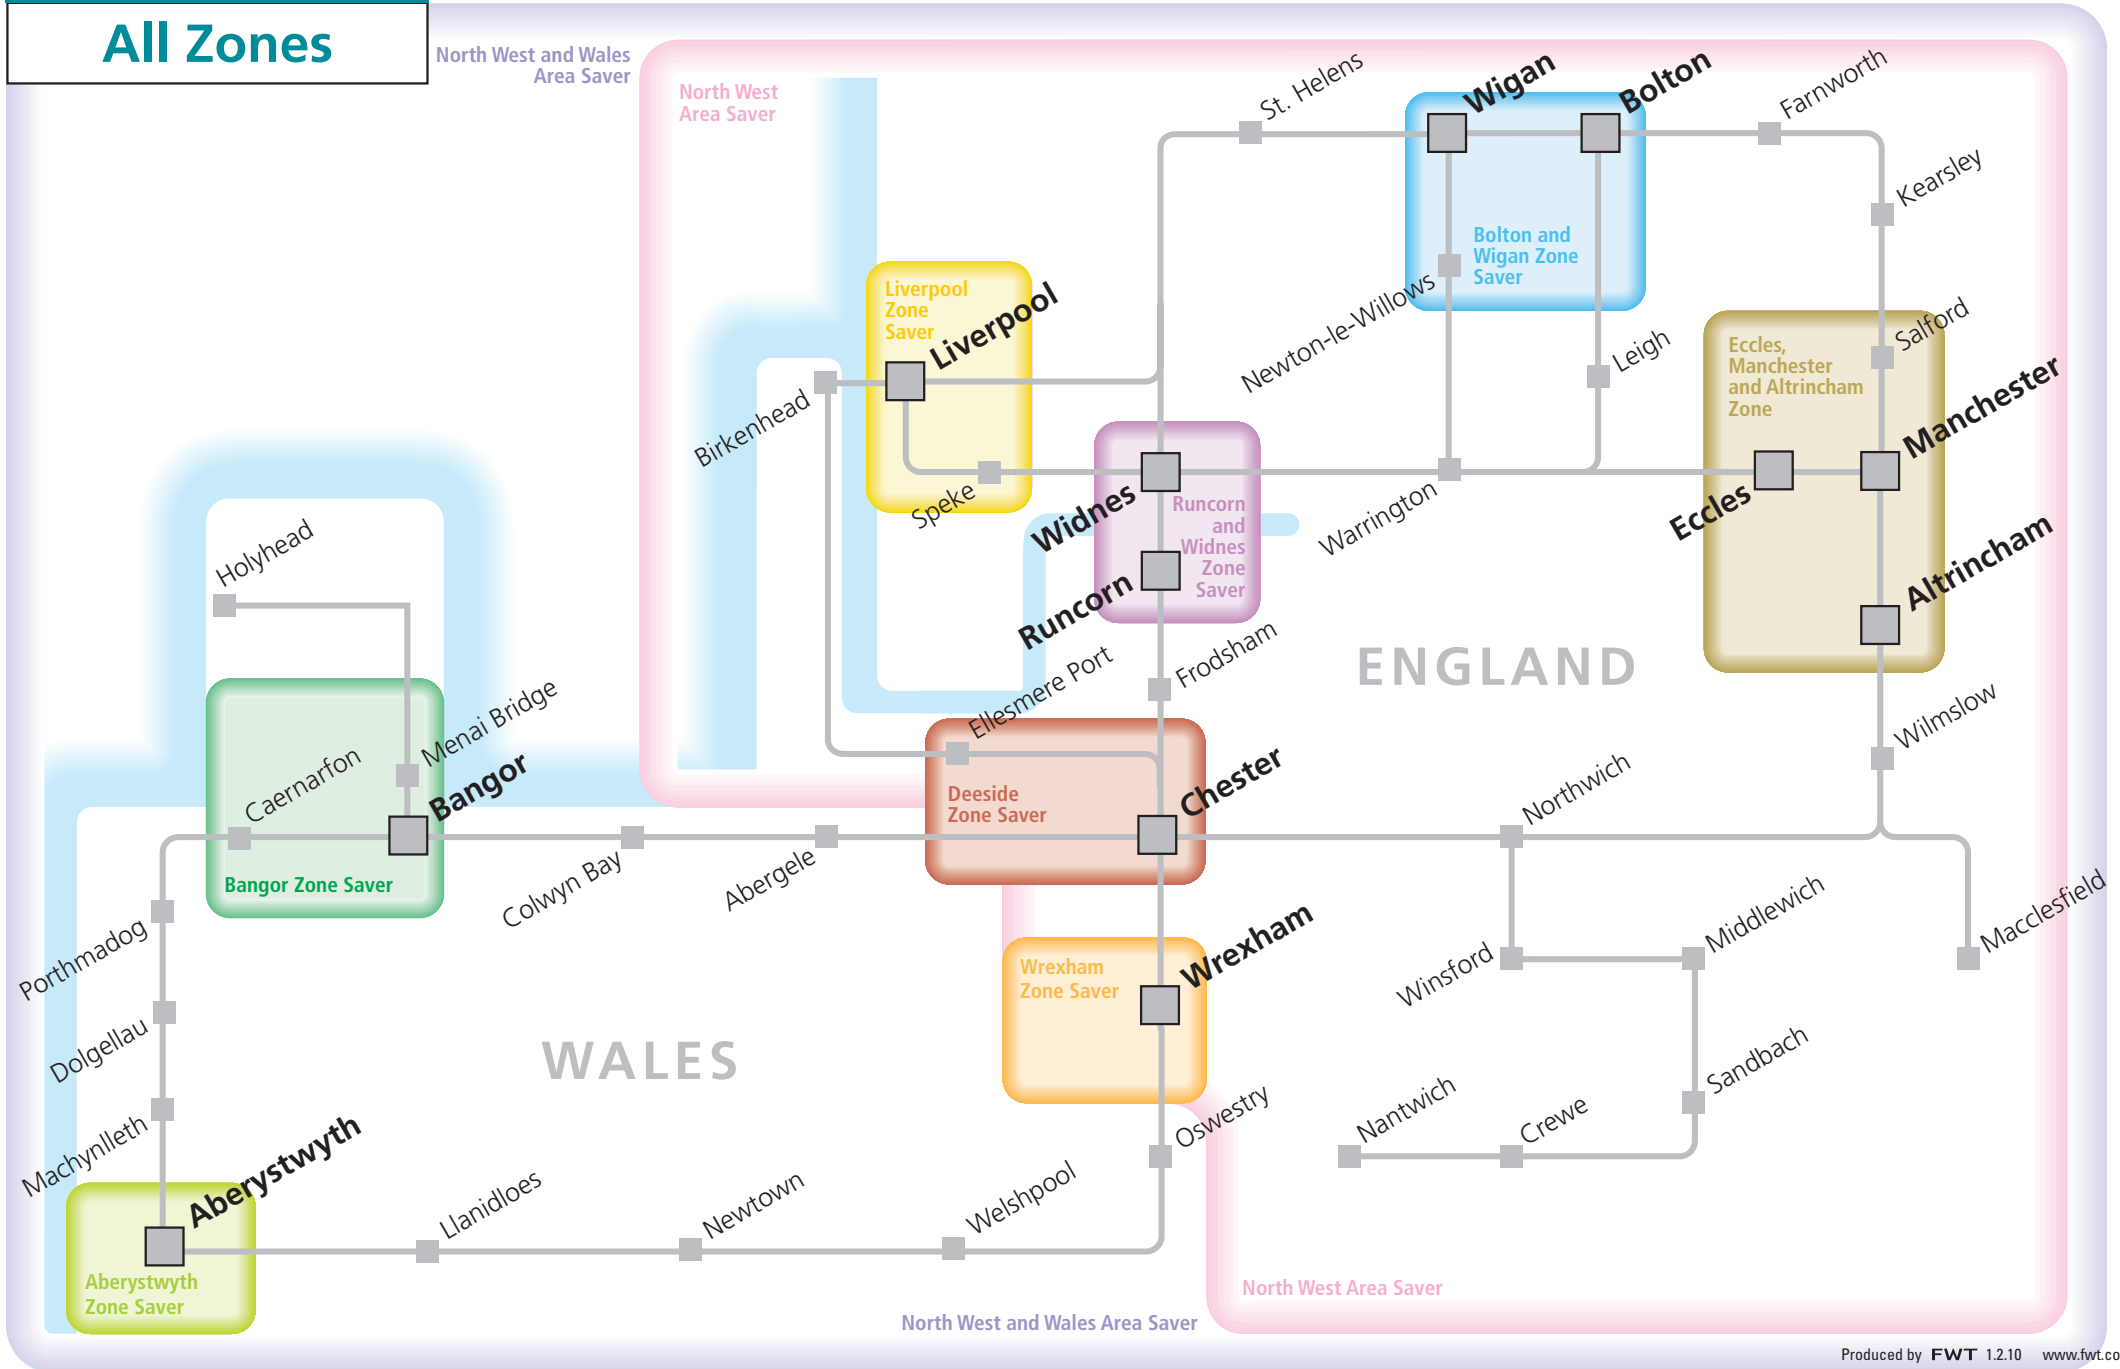 All Zones
North West and Wales
Area Saver
North West
Area Saver
St. Helens
Wigan
Bolton
Farnworth
Kearsley
Bolton and
Wigan Zone
Saver
Liverpool
Zone
Saver
Liverpool
Newton-le-Willows
Leigh
Salford
Eccles,
Manchester
and Altrincham
Zone
Manchester
Birkenhead
Speke
Widnes
Runcorn
and
Widnes
Zone
Saver
Warrington
Eccles
Holyhead
Runcorn
Altrincham
Frodsham
ENGLAND
Ellesmere Port
Menai Bridge
Caernarfon
Bangor
Wilmslow
Chester
Northwich
Deeside
Zone Saver
Bangor Zone Saver
Colwyn Bay
Abergele
Porthmadog
Wrexham
Wrexham
Zone Saver
Winsford
Middlewich
Macclesfield
Dolgellau
WALES
Machynlleth
Aberystwyth
Sandbach
Nantwich
Crewe
Oswestry
Llanidloes
Newtown
Welshpool
Aberystwyth
Zone Saver
North West Area Saver
North West and Wales Area Saver
Produced by FWT 1.2.10 www.fwt.co